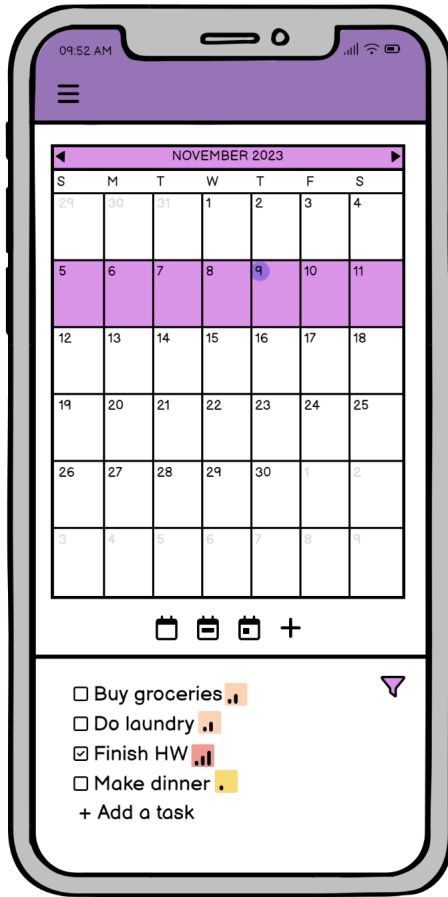 09:52 AM
NOVEMBER 2023
S M T W T F S
29 30 31 1 2 3 4
5 6 7 8 9 10 11
12 13 14 15 16 17 18
19 20 21 22 23 24 25
26 27 28 29 30 1 2
3 4 5 6 7 8 9
Buy groceries
Do laundry
Finish HW
Make dinner
+ Add a task